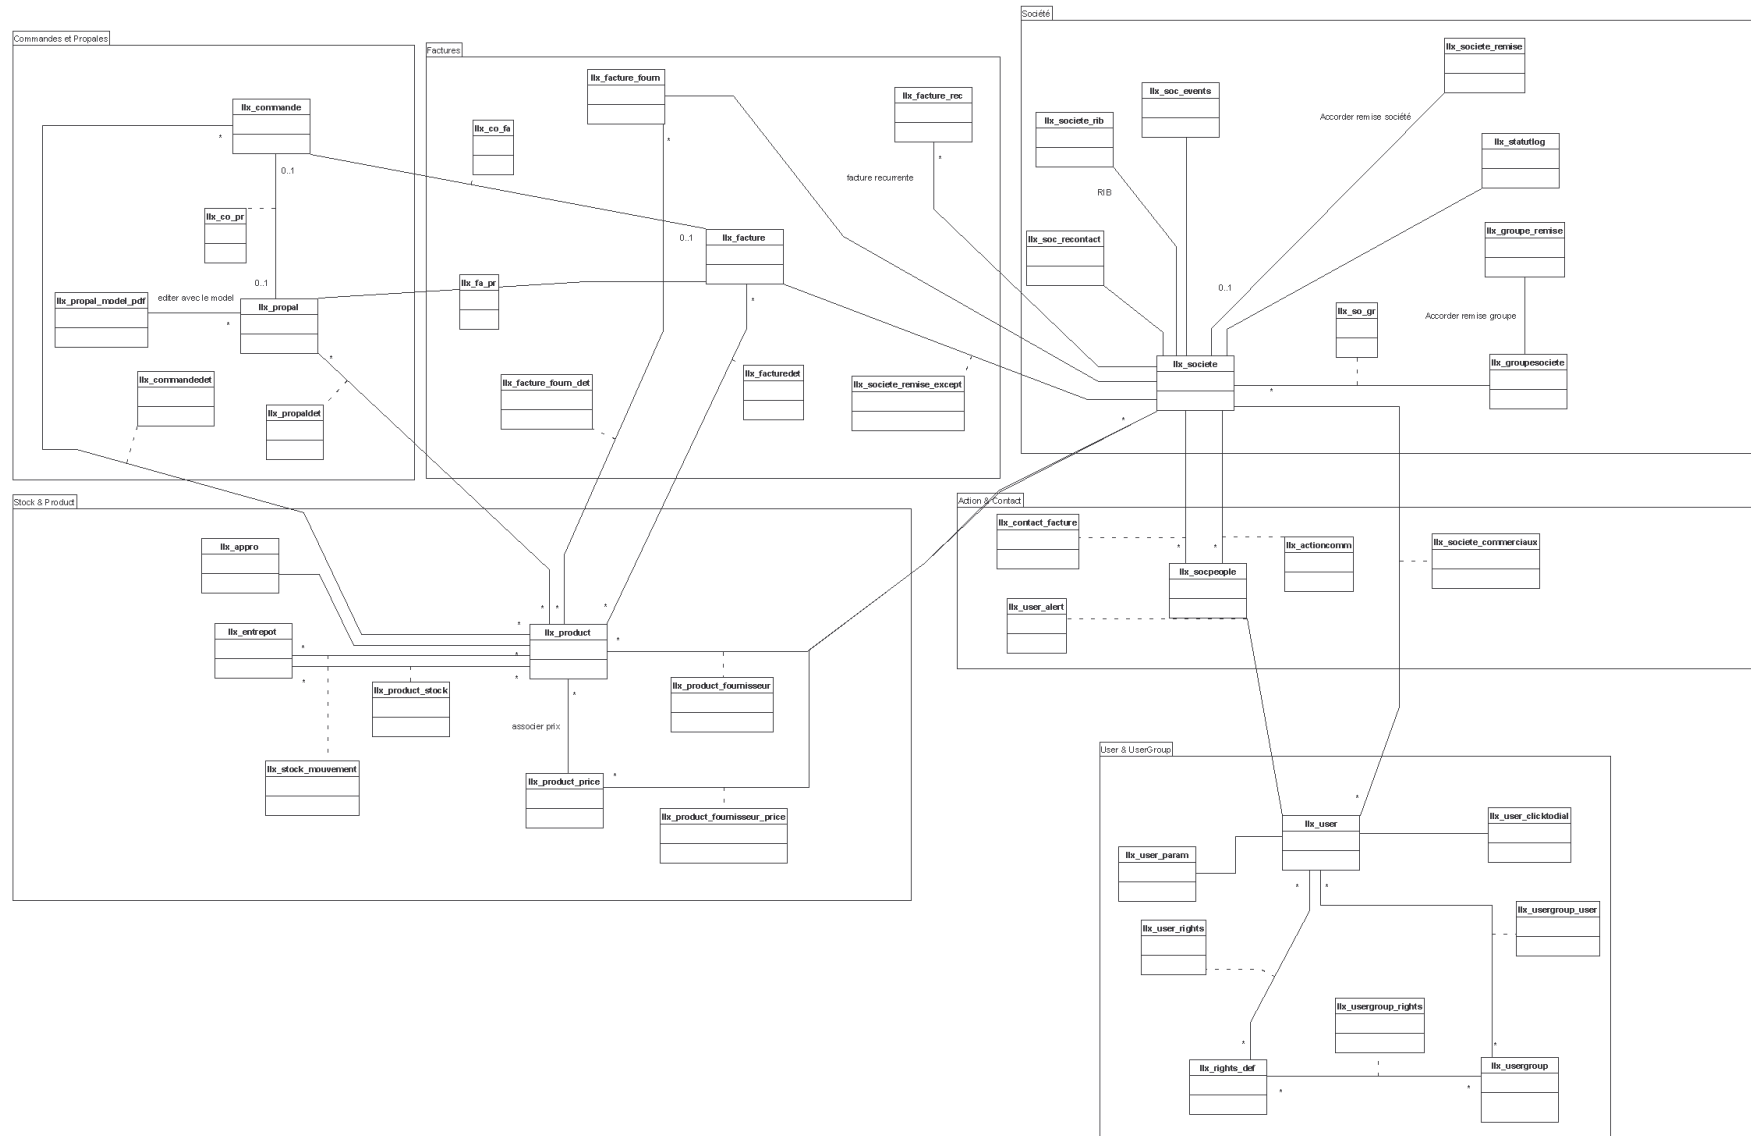 Commandes et Propales
llx_commande
*
0..1
llx_co_pr
0..1
llx_propal_model_pdf
editer avec le model
*
llx_propal
*
llx_commandedet
llx_propaldet
Factures
llx_facture_fourn
*
llx_facture_rec
*
llx_co_fa
facture recurrente
0..1
llx_facture
*
llx_fa_pr
llx_facture_fourn_det
llx_facturedet
llx_societe_remise_except
Société
llx_societe_remise
llx_soc_events
llx_societe_rib
Accorder remise société
llx_statutlog
RIB
llx_soc_recontact
llx_groupe_remise
0..1
llx_so_gr
Accorder remise groupe
llx_societe
*
llx_groupesociete
*
Stock & Product
llx_appro
*
*
*
*
llx_entrepot
*
llx_product
*
*
*
*
llx_product_stock
*
llx_product_fournisseur
associer prix
llx_stock_mouvement
llx_product_price
*
llx_product_fournisseur_price
Action & Contact
llx_contact_facture
*
*
llx_actioncomm
llx_societe_commerciaux
llx_socpeople
llx_user_alert
User & UserGroup
*
llx_user
llx_user_clicktodial
llx_user_param
*
*
llx_user_rights
llx_usergroup_user
llx_usergroup_rights
*
*
llx_rights_def
*
*
llx_usergroup